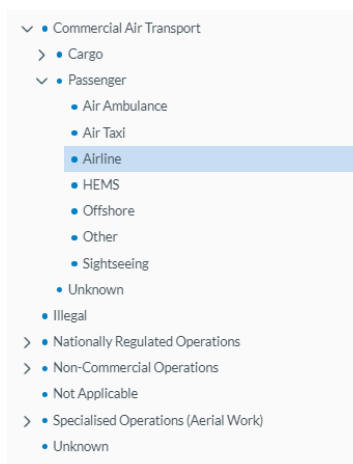 Commercial Air Transport
Cargo
Passenger
Air Ambulance
Air Taxi
Airline
HEMS
Offshore
Other
Sightseeing
Unknown
Illegal
Nationally Regulated Operations
Non-Commercial Operations
Not Applicable
Specialised Operations (Aerial Work)
Unknown